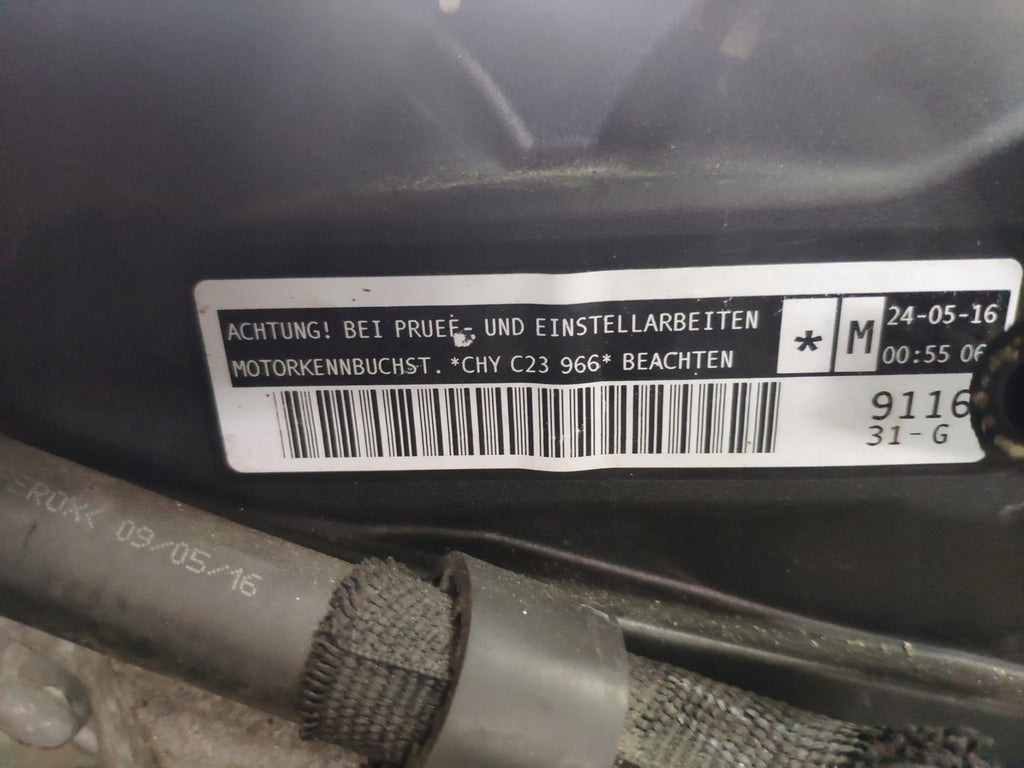 ACHTUNG! BEI PRUEF- UND EINSTELLARBEITEN
MOTORKENNBUCHST. *CHY C23 966* BEACHTEN
* M
24-05-16
00:55 06
9116
31-G
09/05/16